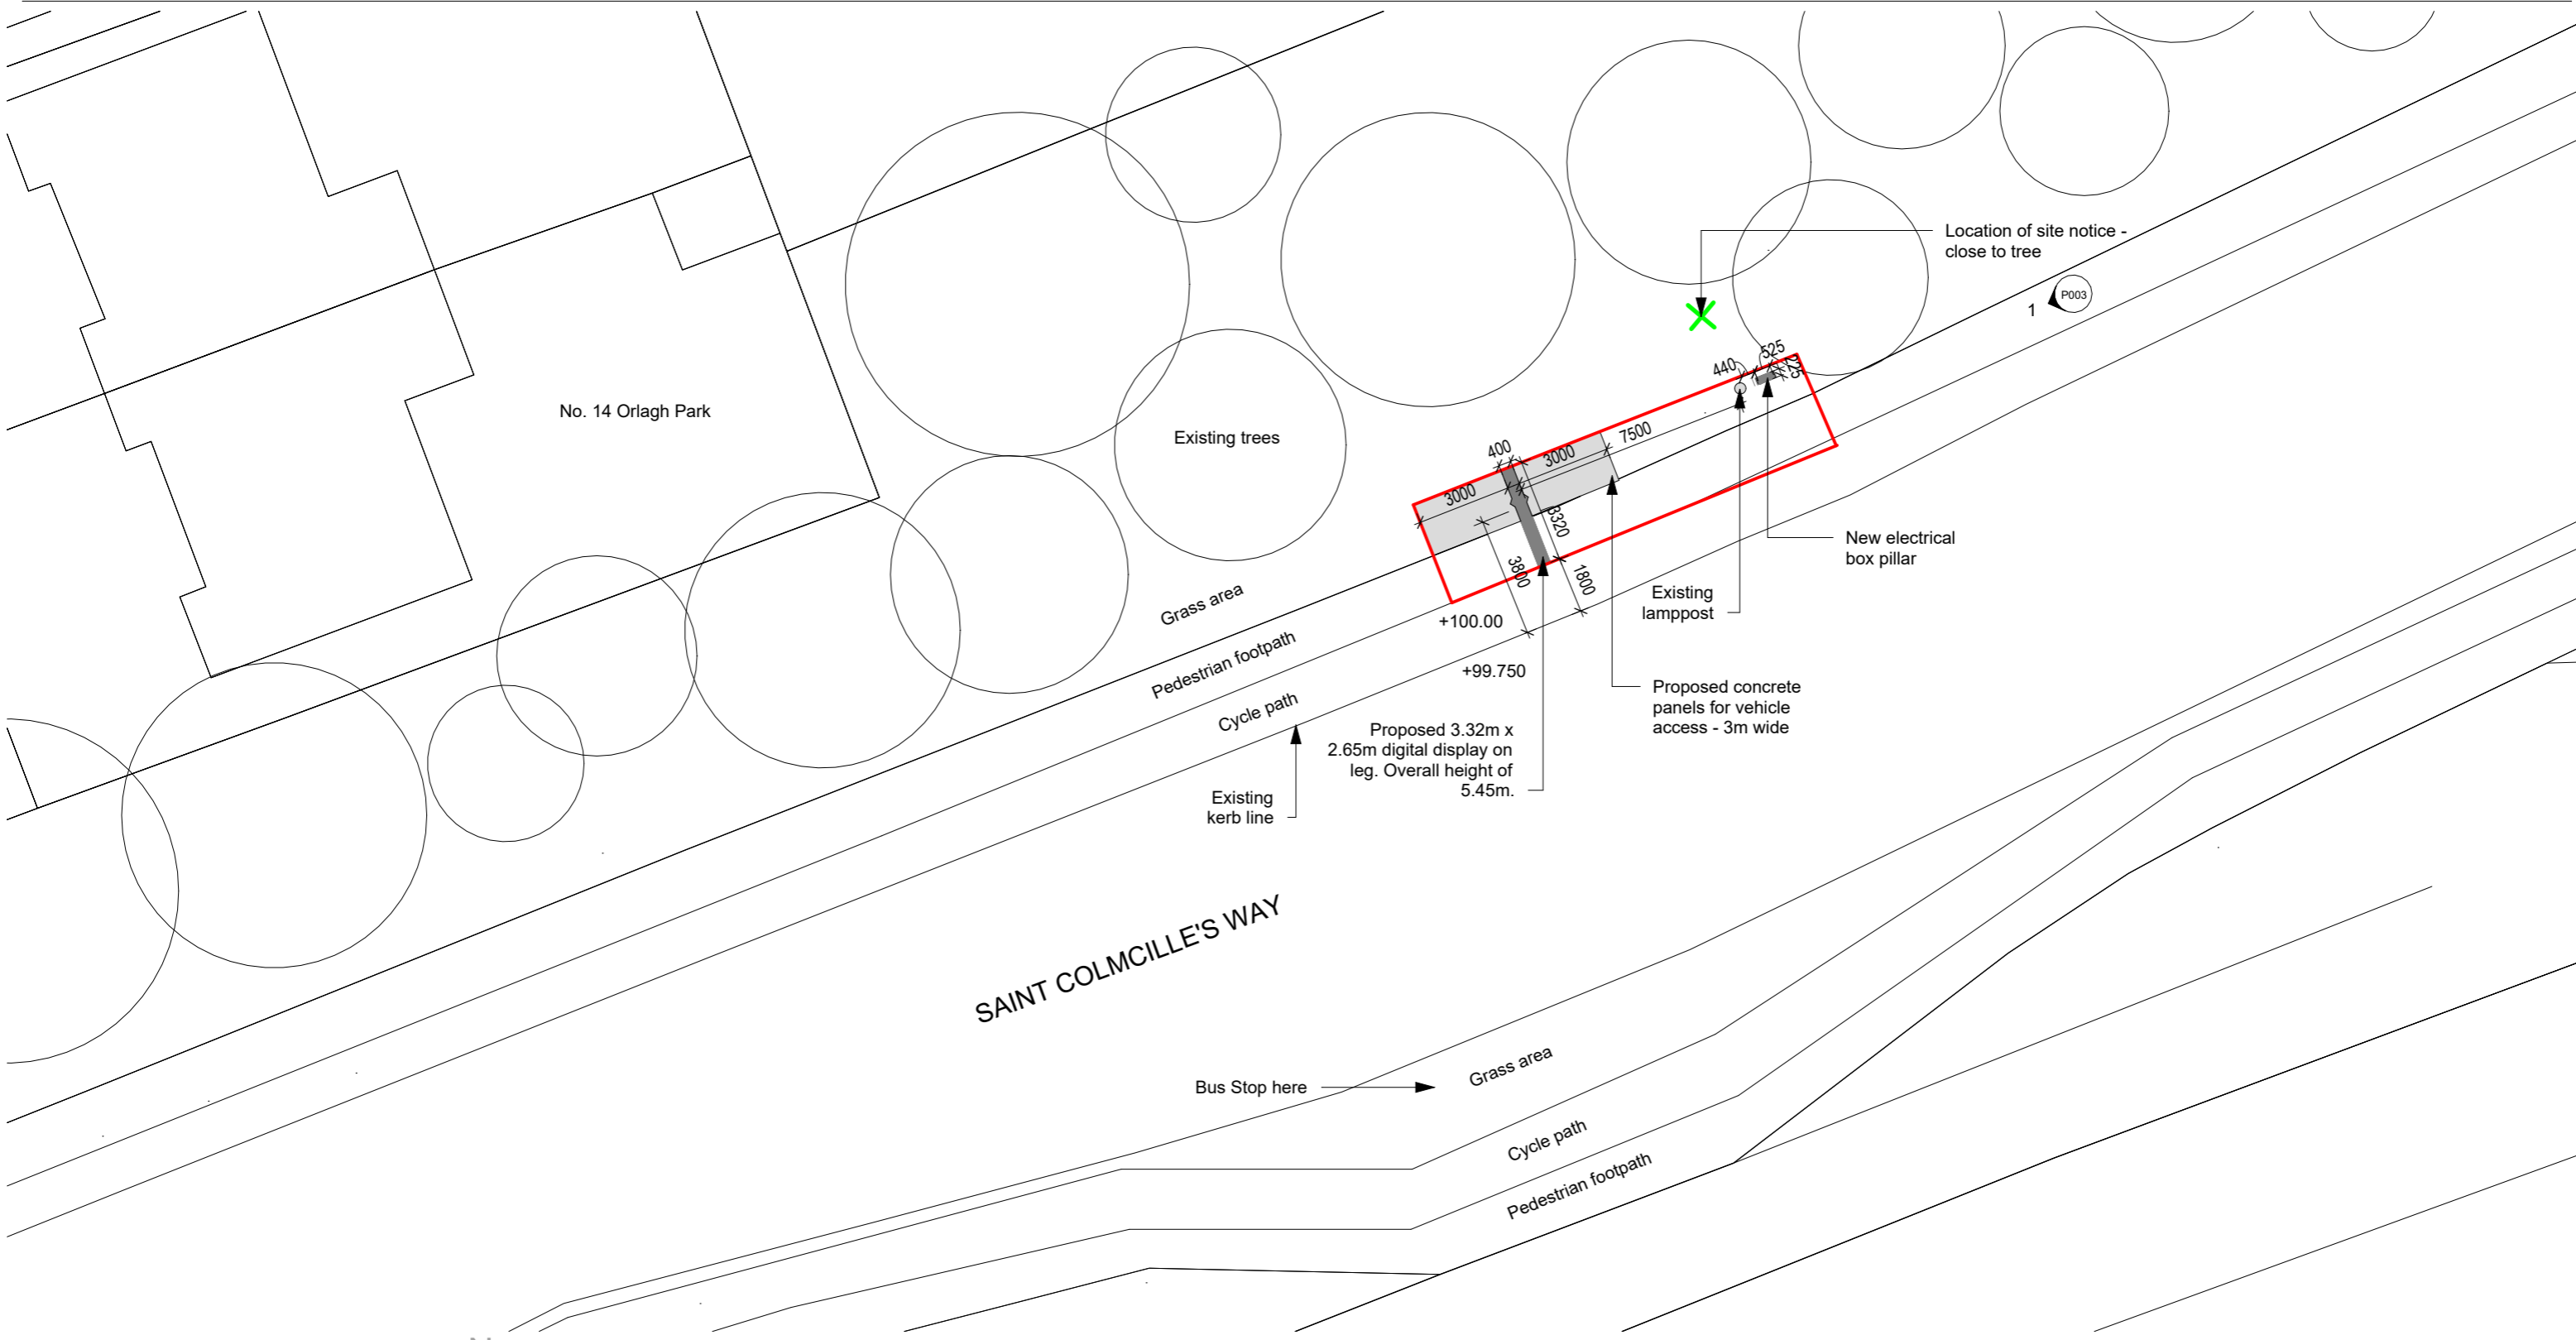 Location of site notice -
close to tree
1
P003
No. 14 Orlagh Park
Existing trees
440
525
225
400
3000
7500
3000
3320
3800
1800
New electrical
box pillar
Existing
lamppost
Grass area
+100.00
Pedestrian footpath
+99.750
Cycle path
Proposed concrete
panels for vehicle
access - 3m wide
Proposed 3.32m x
2.65m digital display on
leg. Overall height of
5.45m.
Existing
kerb line
SAINT COLMCILLE'S WAY
Bus Stop here
Grass area
Cycle path
Pedestrian footpath